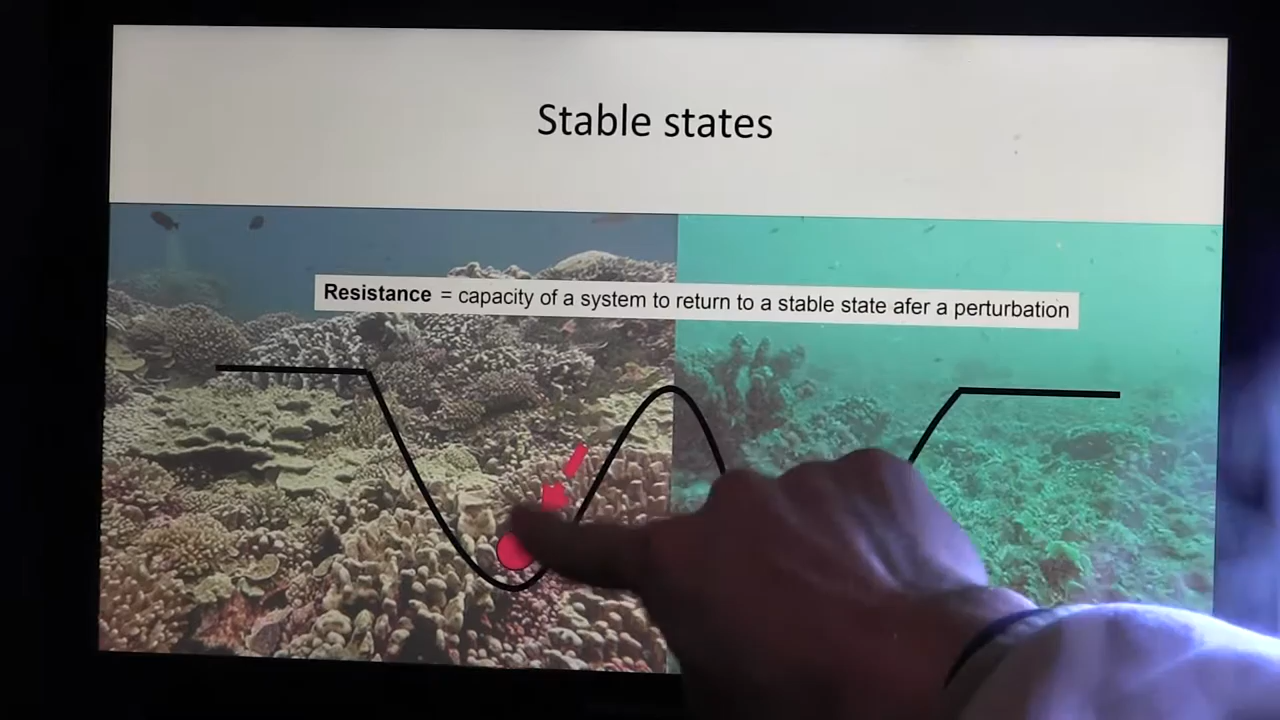 Stable states
Resistance = capacity of a system to return to a stable state afer a perturbation